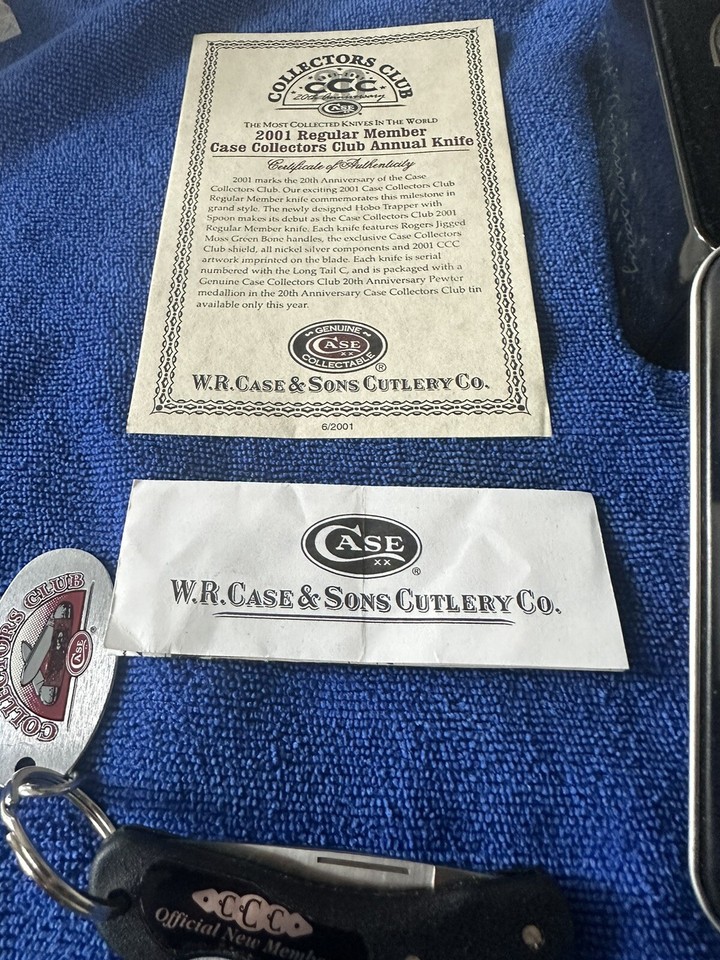 COLLECTORS CLUB
CCC
20th Anniversary
CASE
THE MOST COLLECTED KNIVES IN THE WORLD
2001 Regular Member
Case Collectors Club Annual Knife
Certificate of Authenticity
2001 marks the 20th Anniversary of the Case
Collectors Club. Our exciting 2001 Case Collectors Club
Regular Member knife commemorates this milestone in
grand style. The newly designed Hobo Trapper with
Spoon makes its debut as the Case Collectors Club 2001
Regular Member knife. Each knife features Rogers Jigged
Moss Green Bone handles, the exclusive Case Collectors
Club shield, all nickel silver components and 2001 CCC
artwork imprinted on the blade. Each knife is serial
numbered with the Long Tail C, and is packaged with a
Genuine Case Collectors Club 20th Anniversary Pewter
medallion in the 20th Anniversary Case Collectors Club tin
available only this year.
GENUINE
CASE
XX
COLLECTABLE
®
W.R. CASE & SONS CUTLERY CO.
6/2001
CASE
XX
®
W.R. CASE & SONS CUTLERY CO.
COLLECTORS CLUB
CASE
CCC
Official New